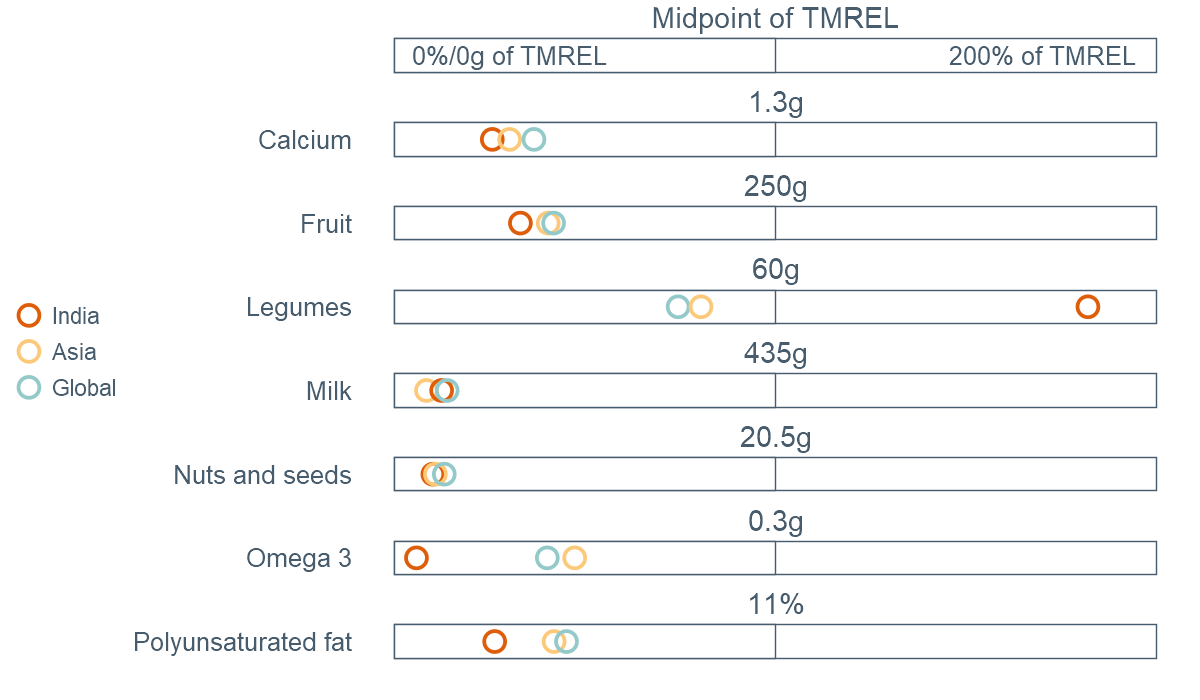 Midpoint of TMREL
0%/0g of TMREL
200% of TMREL
1.3g
Calcium
250g
Fruit
60g
Legumes
435g
Milk
20.5g
Nuts and seeds
0.3g
Omega 3
11%
Polyunsaturated fat
India
Asia
Global